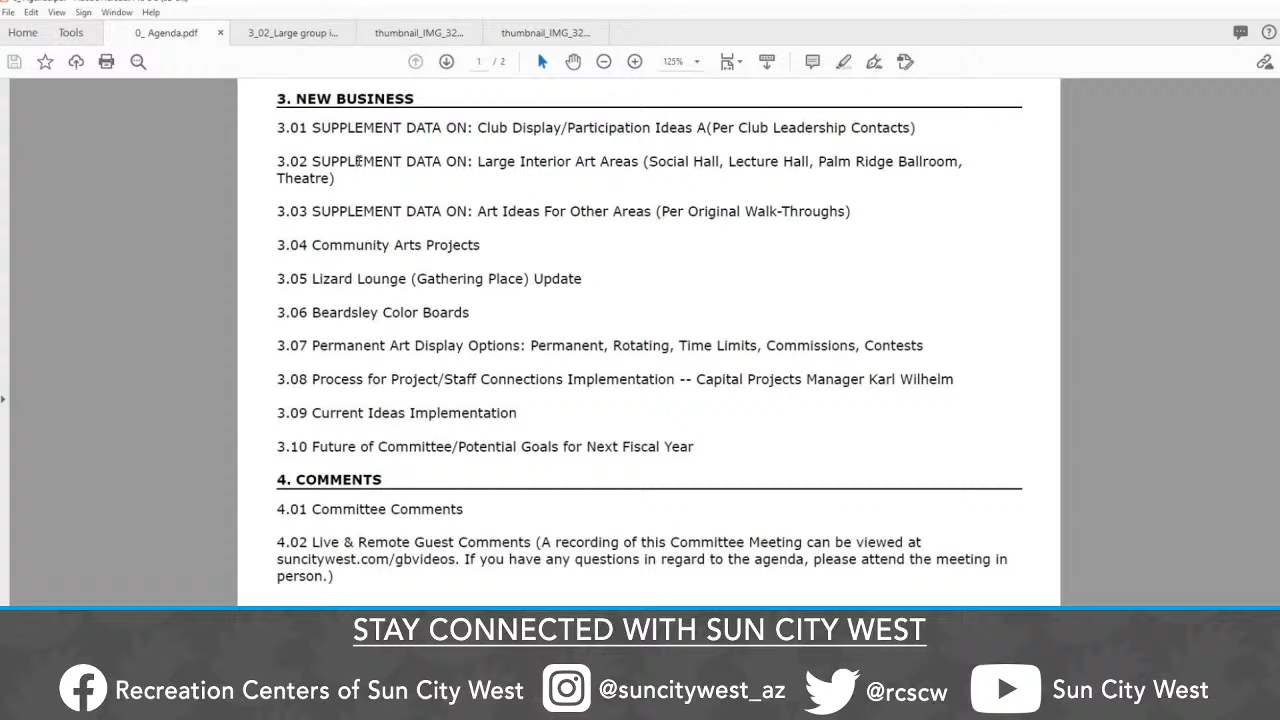 File Edit View Sign Window Help
Home Tools 0_ Agenda.pdf × 3_02_Large group i... thumbnail_IMG_32... thumbnail_IMG_32...
1 / 2 125%
3. NEW BUSINESS
3.01 SUPPLEMENT DATA ON: Club Display/Participation Ideas A(Per Club Leadership Contacts)
3.02 SUPPLEMENT DATA ON: Large Interior Art Areas (Social Hall, Lecture Hall, Palm Ridge Ballroom,
Theatre)
3.03 SUPPLEMENT DATA ON: Art Ideas For Other Areas (Per Original Walk-Throughs)
3.04 Community Arts Projects
3.05 Lizard Lounge (Gathering Place) Update
3.06 Beardsley Color Boards
3.07 Permanent Art Display Options: Permanent, Rotating, Time Limits, Commissions, Contests
3.08 Process for Project/Staff Connections Implementation -- Capital Projects Manager Karl Wilhelm
3.09 Current Ideas Implementation
3.10 Future of Committee/Potential Goals for Next Fiscal Year
4. COMMENTS
4.01 Committee Comments
4.02 Live & Remote Guest Comments (A recording of this Committee Meeting can be viewed at
suncitywest.com/gbvideos. If you have any questions in regard to the agenda, please attend the meeting in
person.)
STAY CONNECTED WITH SUN CITY WEST
Recreation Centers of Sun City West @suncitywest_az @rcscw Sun City West